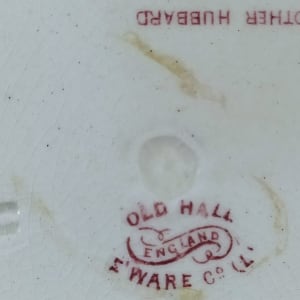 OTHER HUBBARD
OLD HALL
ENGLAND
E'WARE Co (L